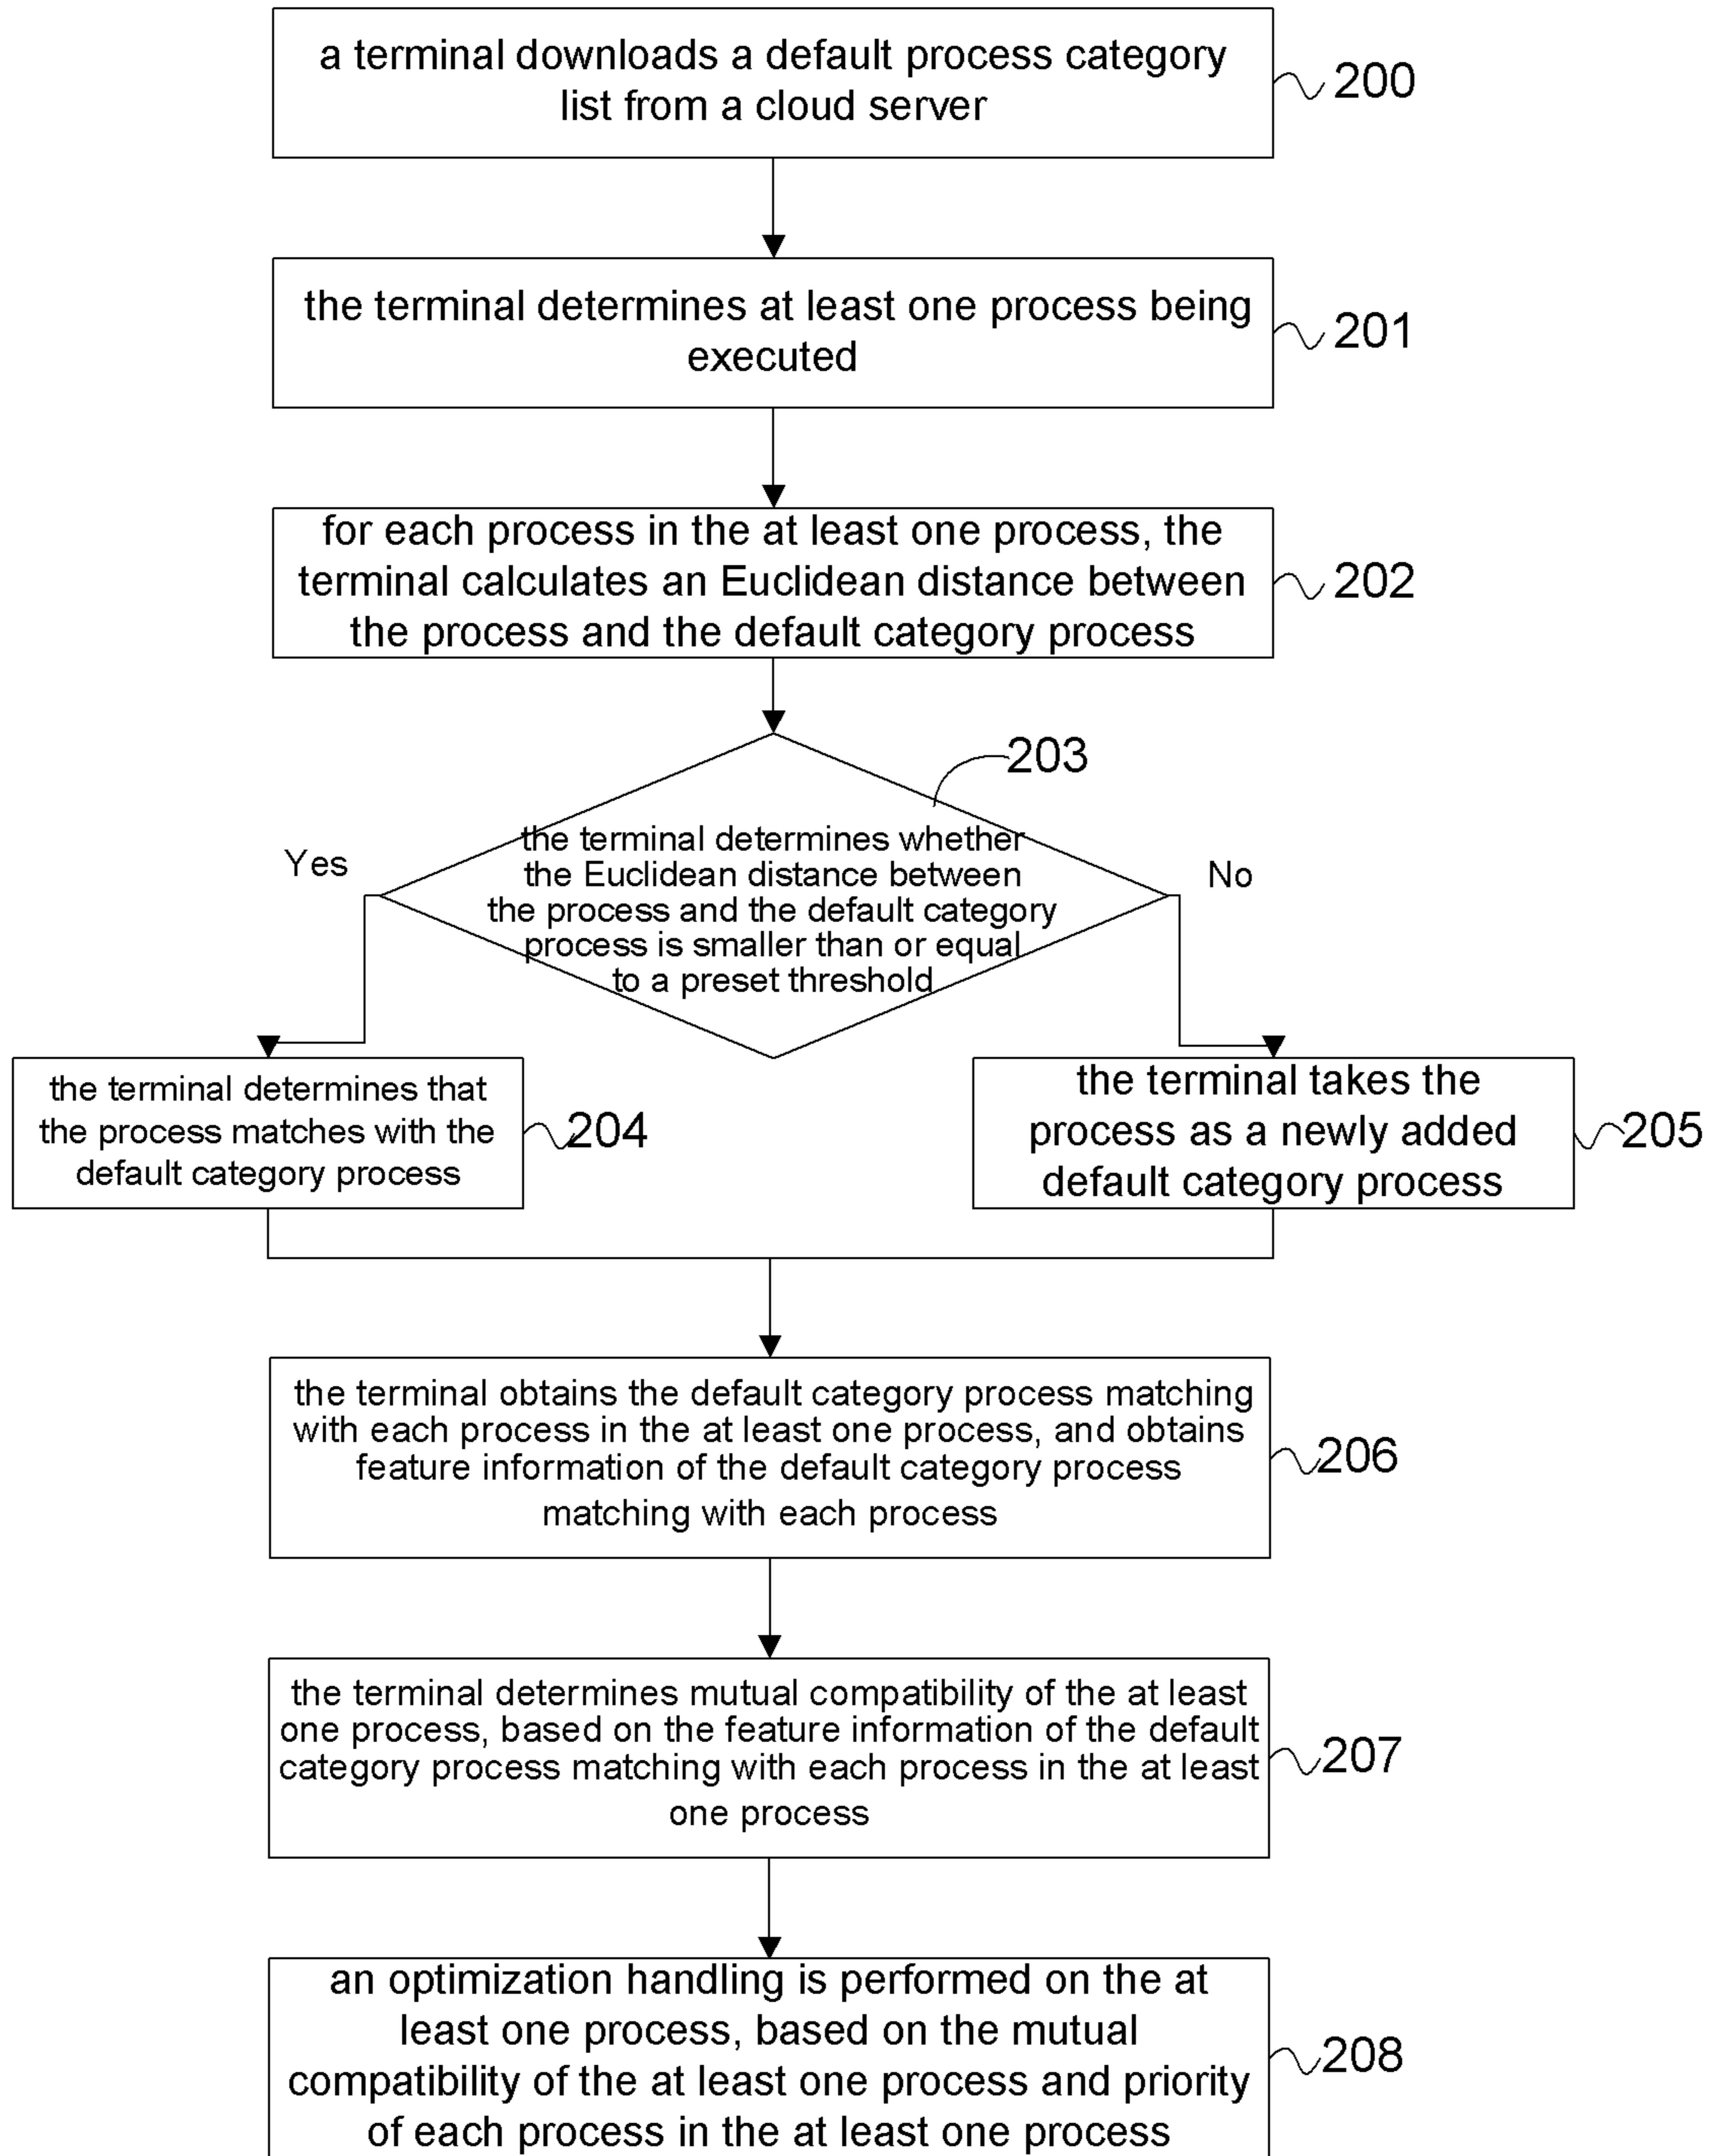 a terminal downloads a default process category
list from a cloud server
200
the terminal determines at least one process being
executed
201
for each process in the at least one process, the
terminal calculates an Euclidean distance between
the process and the default category process
202
203
the terminal determines whether
the Euclidean distance between
the process and the default category
process is smaller than or equal
to a preset threshold
Yes
No
the terminal determines that
the process matches with the
default category process
204
the terminal takes the
process as a newly added
default category process
205
the terminal obtains the default category process matching
with each process in the at least one process, and obtains
feature information of the default category process
matching with each process
206
the terminal determines mutual compatibility of the at least
one process, based on the feature information of the default
category process matching with each process in the at least
one process
207
an optimization handling is performed on the at
least one process, based on the mutual
compatibility of the at least one process and priority
of each process in the at least one process
208